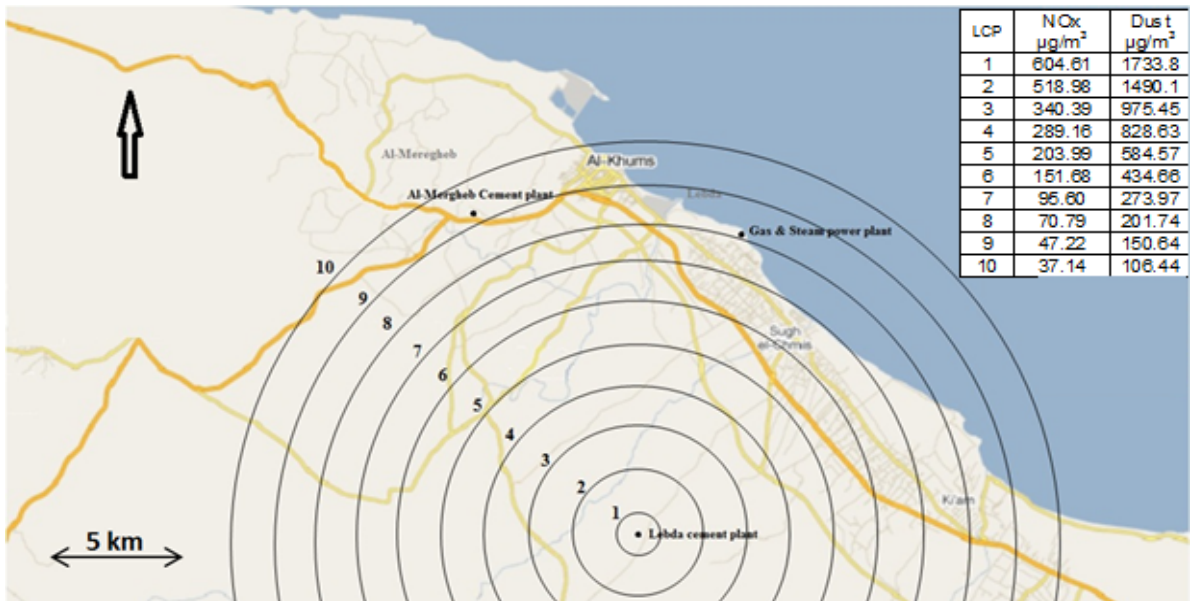 LCP NOx µg/m³ Dust µg/m³
1 604.61 1733.8
2 518.98 1490.1
3 340.39 975.45
4 289.16 828.63
5 203.99 584.57
6 151.68 434.66
7 95.60 273.97
8 70.79 201.74
9 47.22 150.64
10 37.14 106.44
Al-Meregheb
Al-Khums
Al-Mergheb Cement plant
Lebda
Gas & Steam power plant
10
9
8
Sugh
el-Chmis
7
6
5
4
3
2
K'am
1
Lebda cement plant
5 km